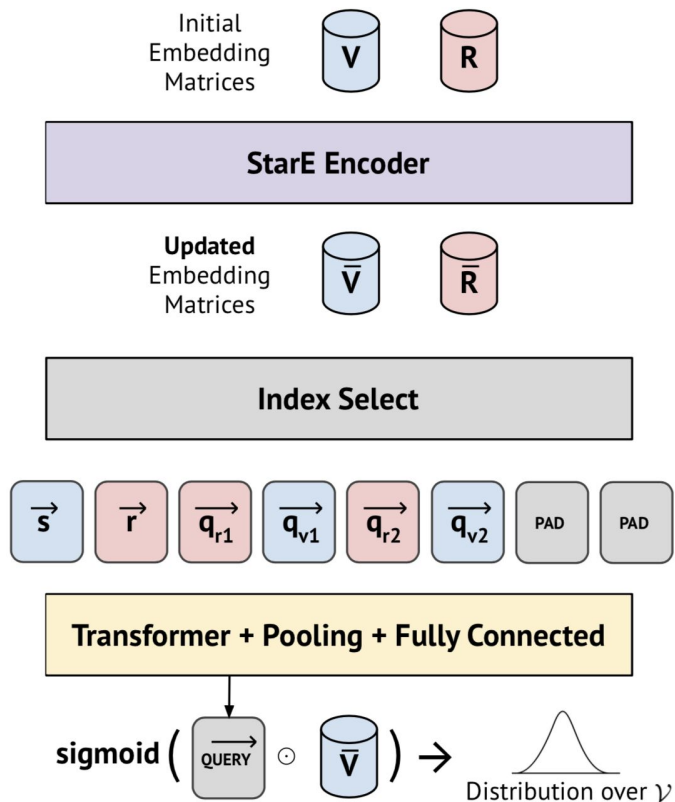 Initial
Embedding
Matrices
V R
StarE Encoder
Updated
Embedding
Matrices
V̅ R̅
Index Select
s⃗ r⃗ q⃗r1 q⃗v1 q⃗r2 q⃗v2 PAD PAD
Transformer + Pooling + Fully Connected
sigmoid ( QUERY⃗ ⊙ V̅ ) →
Distribution over 𝒱